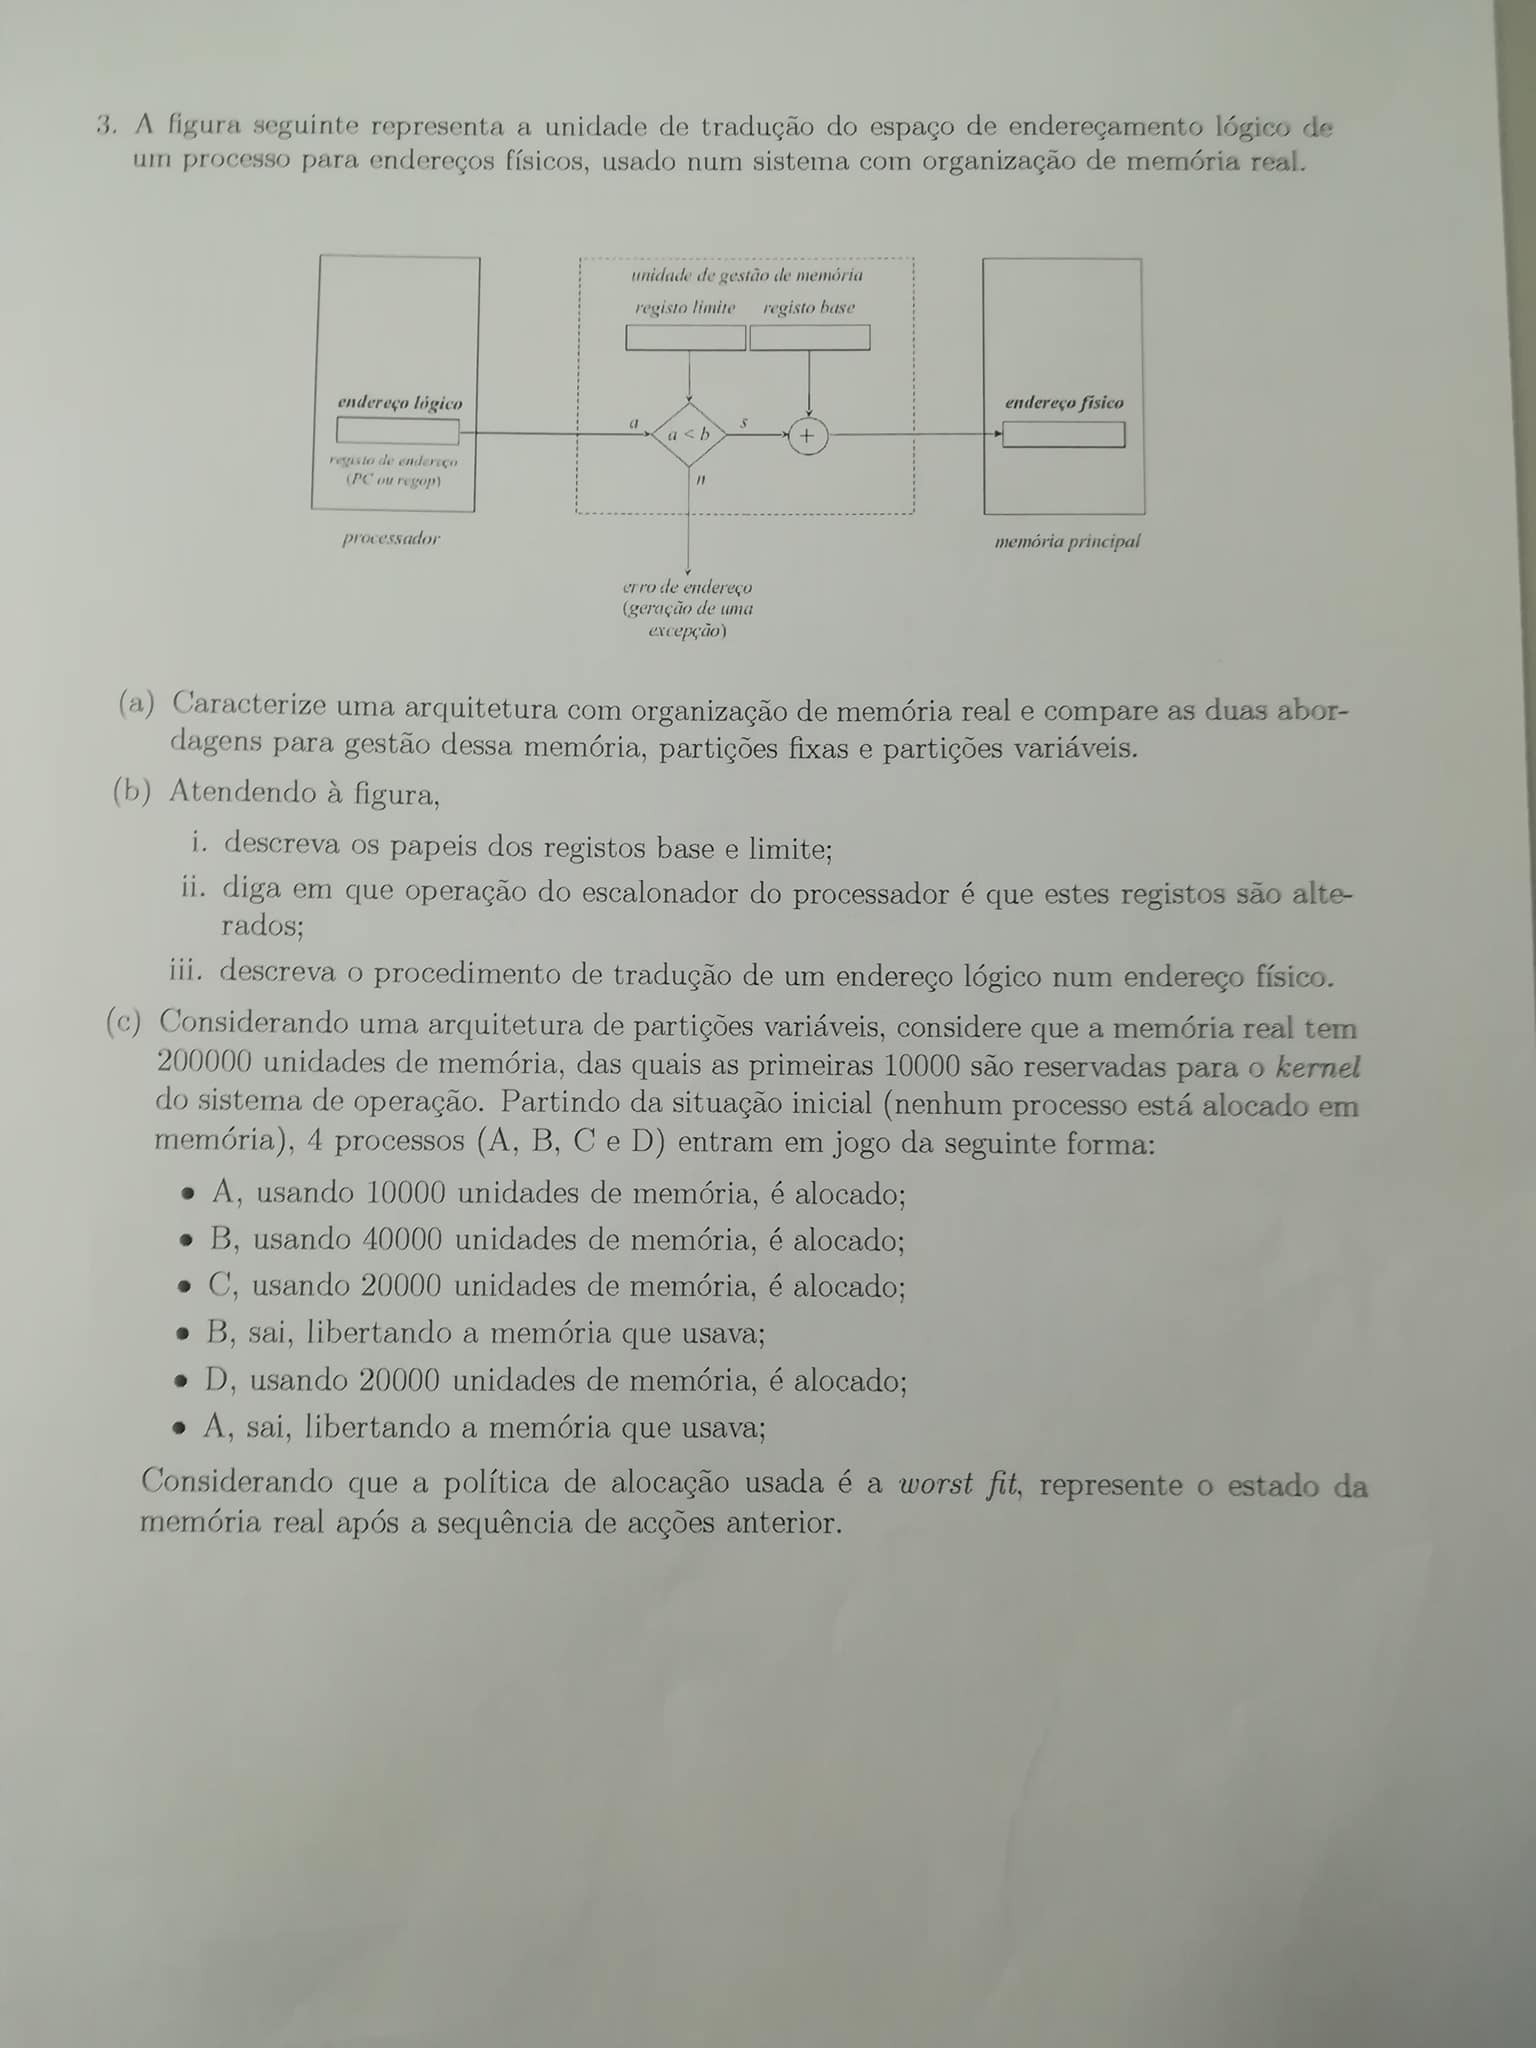 3. A figura seguinte representa a unidade de tradução do espaço de endereçamento lógico de
um processo para endereços físicos, usado num sistema com organização de memória real.
unidade de gestão de memória
registo limite registo base
endereço lógico
endereço físico
a
a < b
s
+
registo de endereço
(PC ou regop)
n
processador
memória principal
erro de endereço
(geração de uma
excepção)
(a) Caracterize uma arquitetura com organização de memória real e compare as duas abor-
dagens para gestão dessa memória, partições fixas e partições variáveis.
(b) Atendendo à figura,
i. descreva os papeis dos registos base e limite;
ii. diga em que operação do escalonador do processador é que estes registos são alte-
rados;
iii. descreva o procedimento de tradução de um endereço lógico num endereço físico.
(c) Considerando uma arquitetura de partições variáveis, considere que a memória real tem
200000 unidades de memória, das quais as primeiras 10000 são reservadas para o kernel
do sistema de operação. Partindo da situação inicial (nenhum processo está alocado em
memória), 4 processos (A, B, C e D) entram em jogo da seguinte forma:
• A, usando 10000 unidades de memória, é alocado;
• B, usando 40000 unidades de memória, é alocado;
• C, usando 20000 unidades de memória, é alocado;
• B, sai, libertando a memória que usava;
• D, usando 20000 unidades de memória, é alocado;
• A, sai, libertando a memória que usava;
Considerando que a política de alocação usada é a worst fit, represente o estado da
memória real após a sequência de acções anterior.